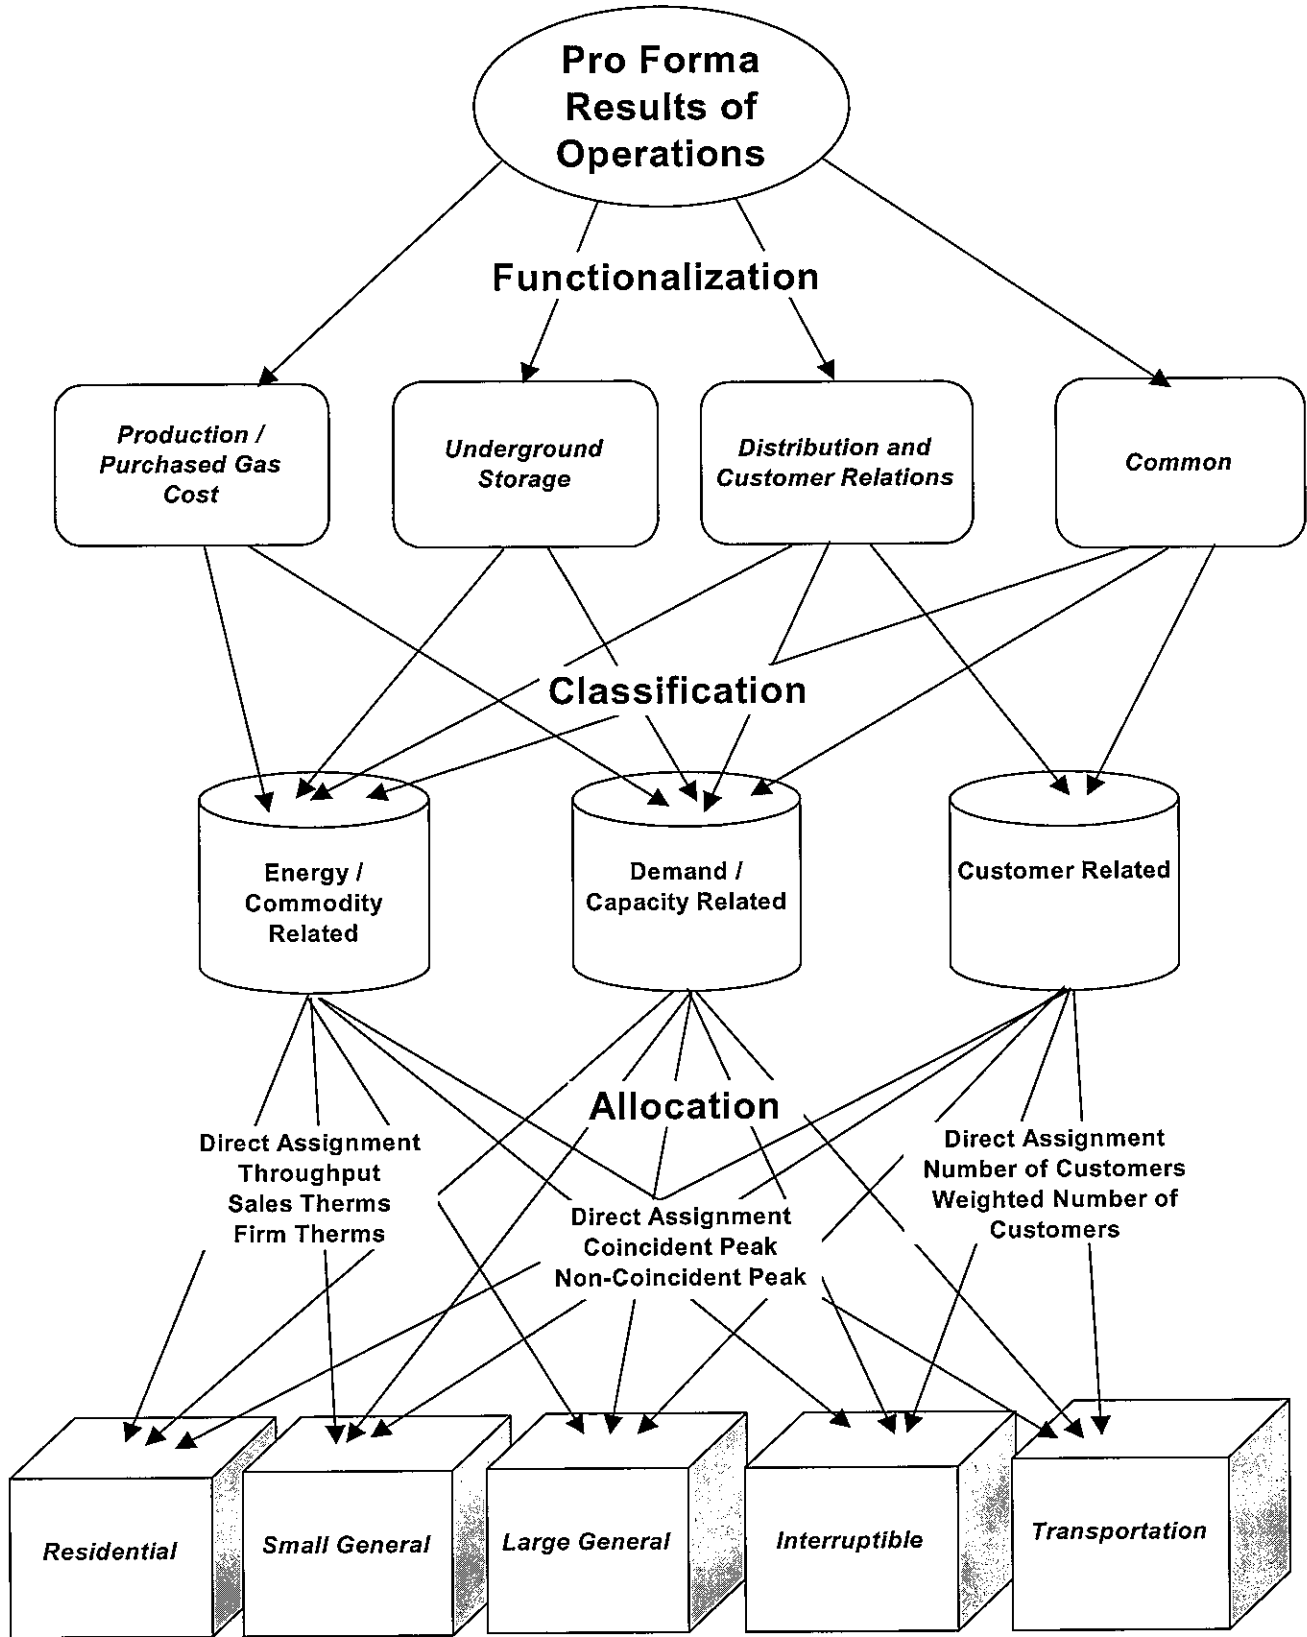 Pro Forma
Results of
Operations
Functionalization
Production /
Purchased Gas
Cost
Underground
Storage
Distribution and
Customer Relations
Common
Classification
Energy /
Commodity
Related
Demand /
Capacity Related
Customer Related
Allocation
Direct Assignment
Throughput
Sales Therms
Firm Therms
Direct Assignment
Coincident Peak
Non-Coincident Peak
Direct Assignment
Number of Customers
Weighted Number of
Customers
Residential
Small General
Large General
Interruptible
Transportation